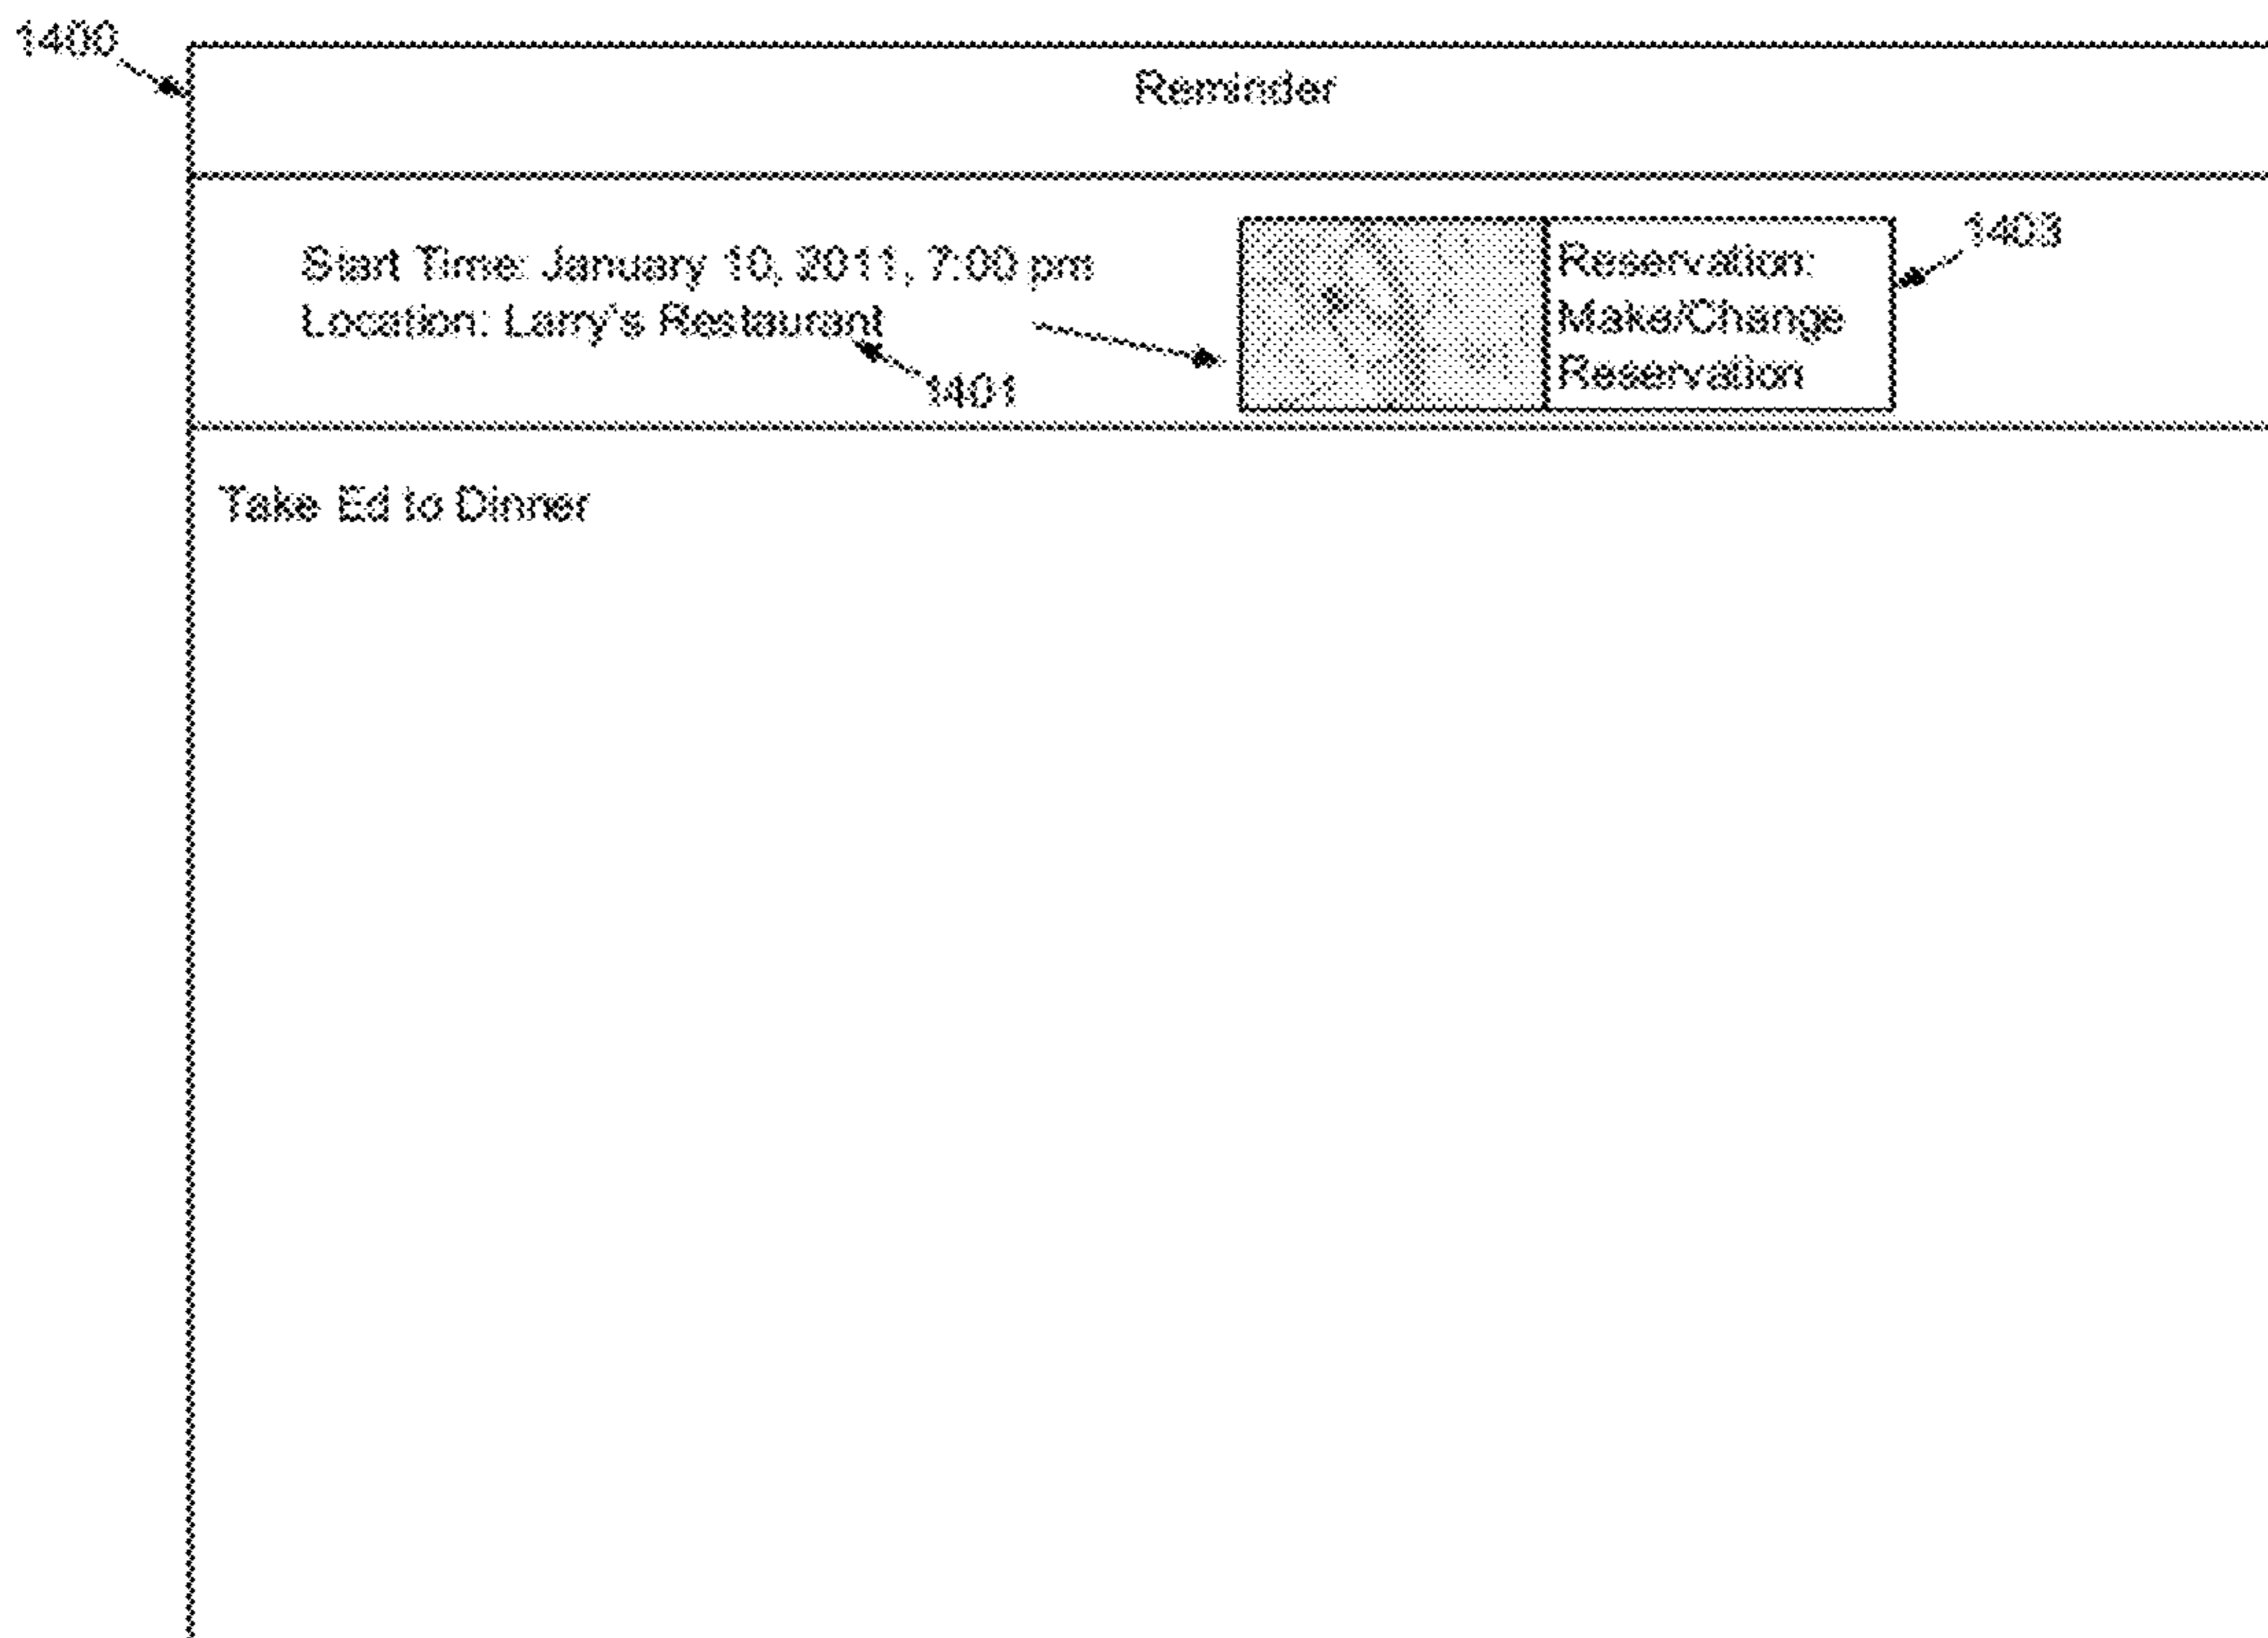 1400
Reminder
Start Time: January 10, 2011, 7:00 pm
Location: Larry's Restaurant
1401
Reservation:
Make/Change
Reservation
1403
Take Ed to Dinner